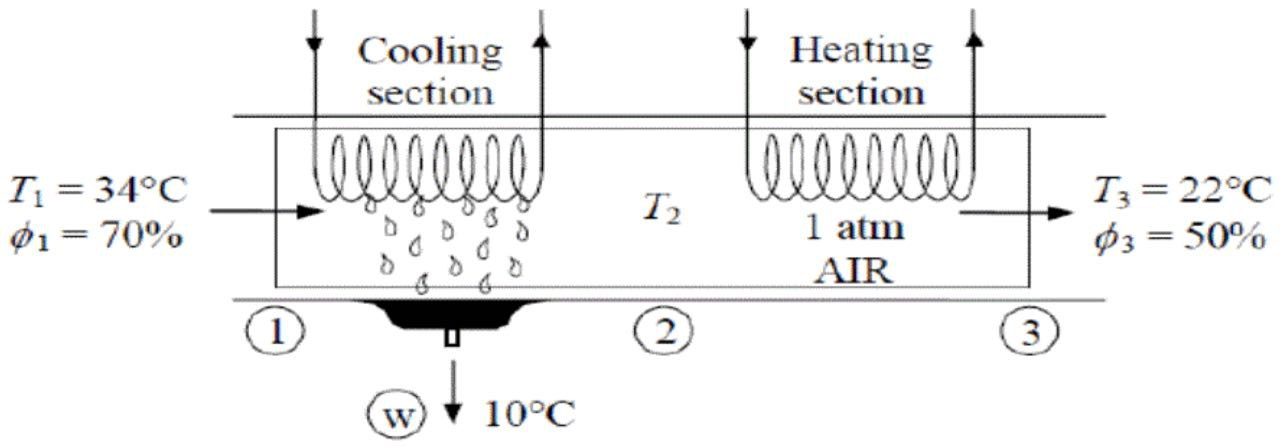 Cooling
section
Heating
section
T₁ = 34°C
ϕ₁ = 70%
T₂
1 atm
AIR
T₃ = 22°C
ϕ₃ = 50%
1
2
3
w
10°C